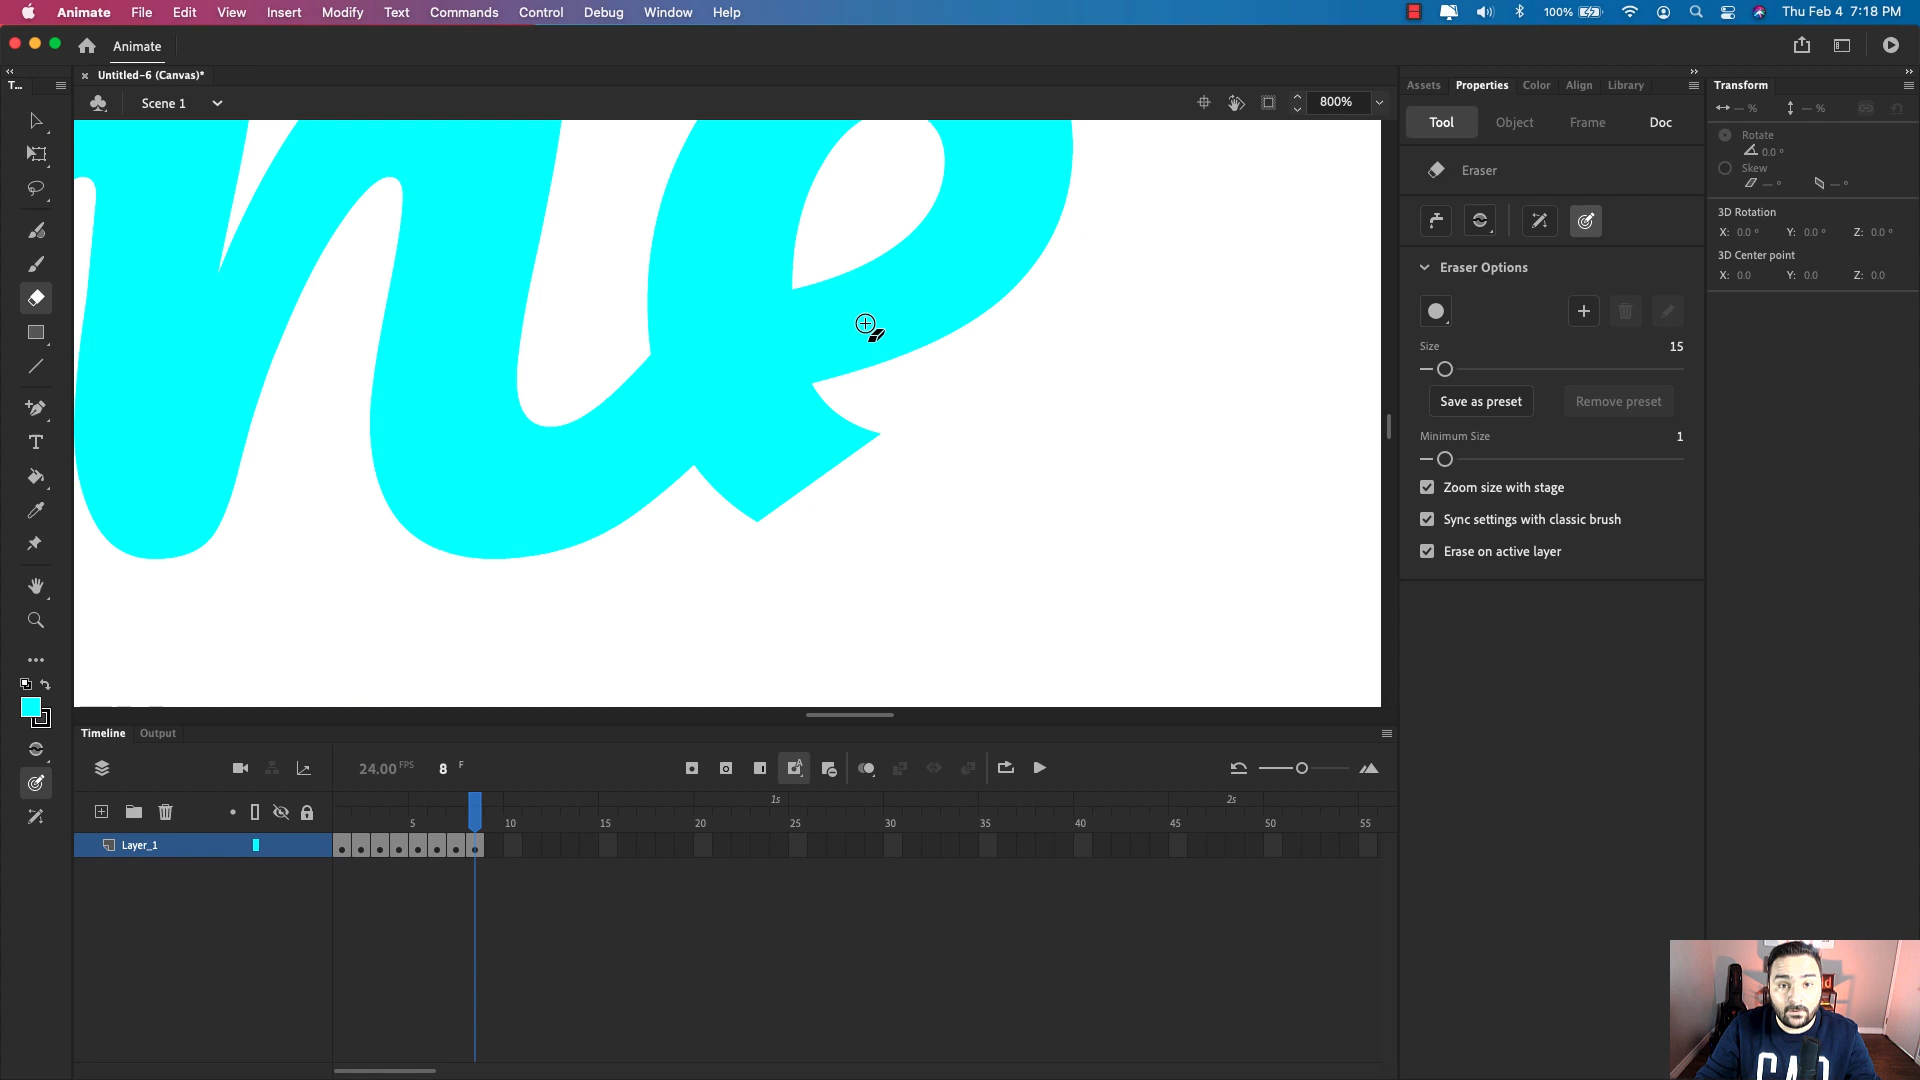 Animate File Edit View Insert Modify Text Commands Control Debug Window Help 100% Thu Feb 4 7:18 PM
Animate
Untitled-6 (Canvas)*
Scene 1
800%
T...
Assets Properties Color Align Library
Transform
Tool Object Frame Doc
— % — %
Rotate
0.0 °
Skew
— ° — °
3D Rotation
X: 0.0 ° Y: 0.0 ° Z: 0.0 °
3D Center point
X: 0.0 Y: 0.0 Z: 0.0
Eraser
Eraser Options
Size 15
Save as preset Remove preset
Minimum Size 1
Zoom size with stage
Sync settings with classic brush
Erase on active layer
ne
Timeline Output
24.00 FPS 8 F
1s 2s
5 10 15 20 25 30 35 40 45 50 55
Layer_1